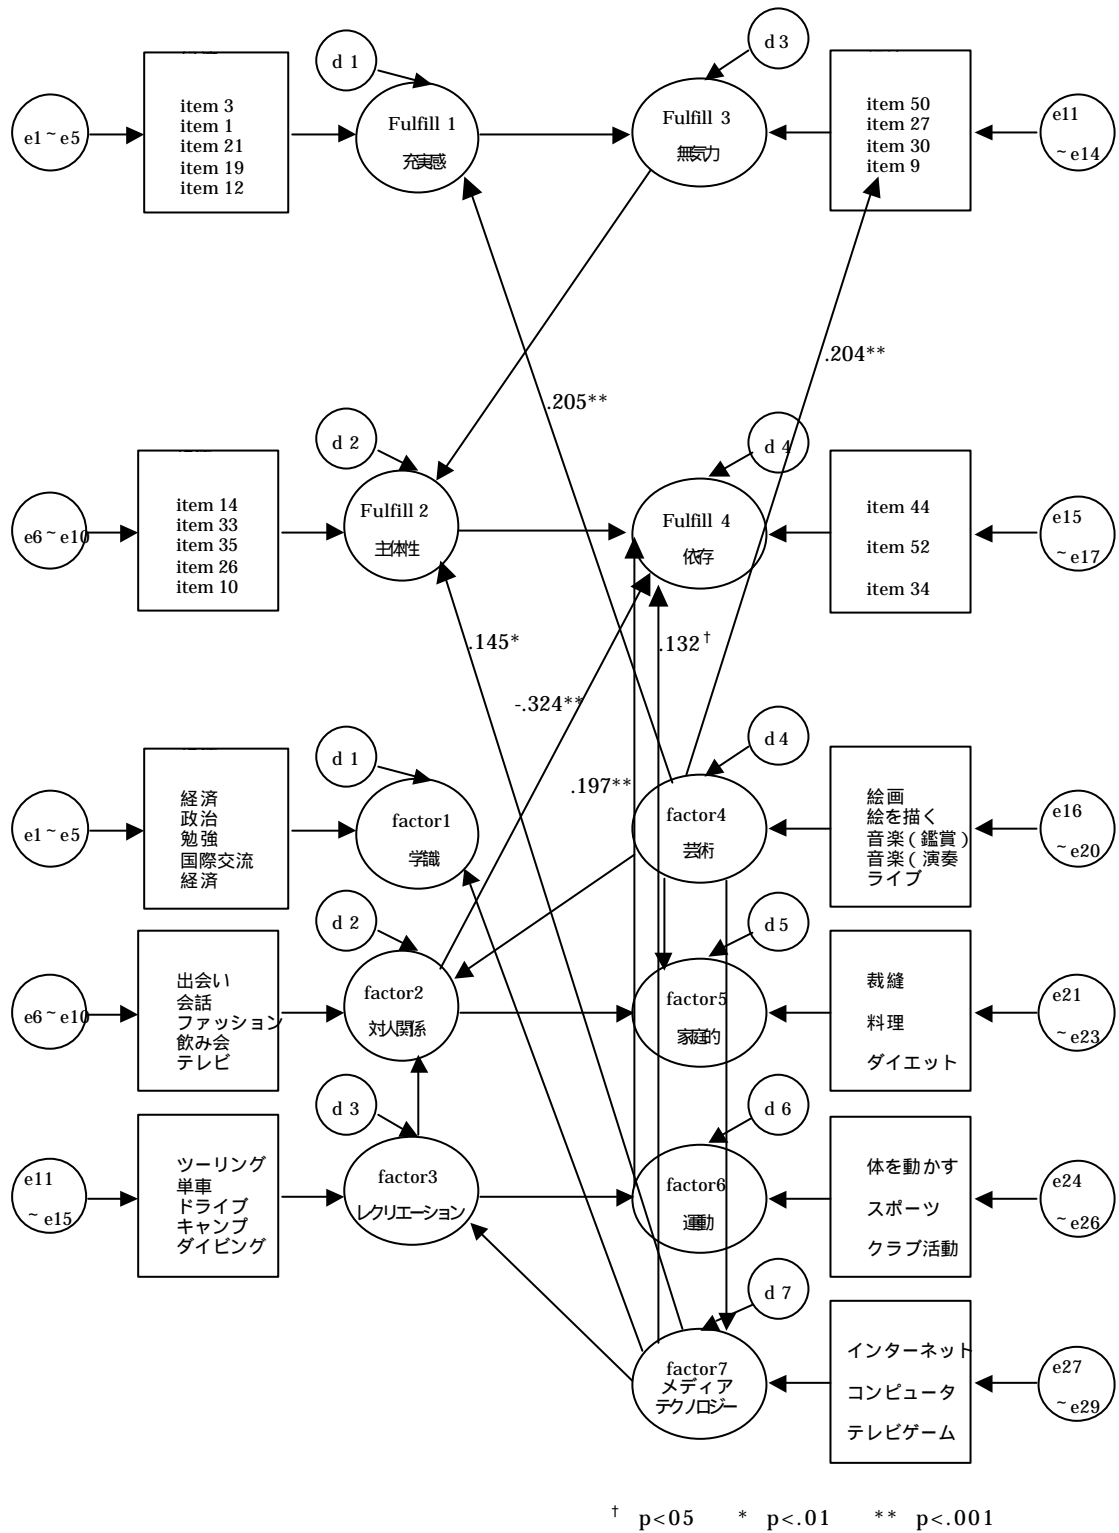 d 1
d 3
e1~e5
item 3
item 1
item 21
item 19
item 12
Fulfill 1
充実感
Fulfill 3
無気力
item 50
item 27
item 30
item 9
e11
~e14
.204**
.205**
d 2
d 4
e6~e10
item 14
item 33
item 35
item 26
item 10
Fulfill 2
主体性
Fulfill 4
依存
item 44
item 52
item 34
e15
~e17
.145*
.132†
-.324**
.197**
d 1
d 4
e1~e5
経済
政治
勉強
国際交流
経済
factor1
学識
factor4
芸術
絵画
絵を描く
音楽(鑑賞)
音楽(演奏
ライブ
e16
~e20
d 2
d 5
e6~e10
出会い
会話
ファッション
飲み会
テレビ
factor2
対人関係
factor5
家庭的
裁縫
料理
ダイエット
e21
~e23
d 3
d 6
e11
~e15
ツーリング
単車
ドライブ
キャンプ
ダイビング
factor3
レクリエーション
factor6
運動
体を動かす
スポーツ
クラブ活動
e24
~e26
d 7
factor7
メディア
テクノロジー
インターネット
コンピュータ
テレビゲーム
e27
~e29
† p<05 * p<.01 ** p<.001